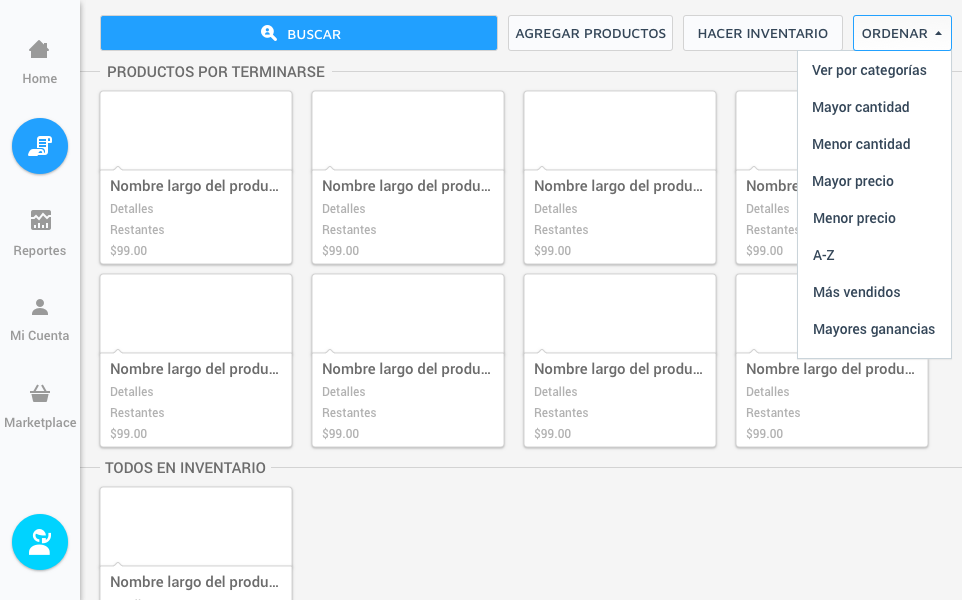 BUSCAR
AGREGAR PRODUCTOS
HACER INVENTARIO
ORDENAR
Ver por categorías
Mayor cantidad
Menor cantidad
Mayor precio
Menor precio
A-Z
Más vendidos
Mayores ganancias
Home
Reportes
Mi Cuenta
Marketplace
PRODUCTOS POR TERMINARSE
Nombre largo del produ...
Detalles
Restantes
$99.00
Nombre largo del produ...
Detalles
Restantes
$99.00
Nombre largo del produ...
Detalles
Restantes
$99.00
Nombre
Detalles
Restantes
$99.00
Nombre largo del produ...
Detalles
Restantes
$99.00
Nombre largo del produ...
Detalles
Restantes
$99.00
Nombre largo del produ...
Detalles
Restantes
$99.00
Nombre largo del produ...
Detalles
Restantes
$99.00
TODOS EN INVENTARIO
Nombre largo del produ...